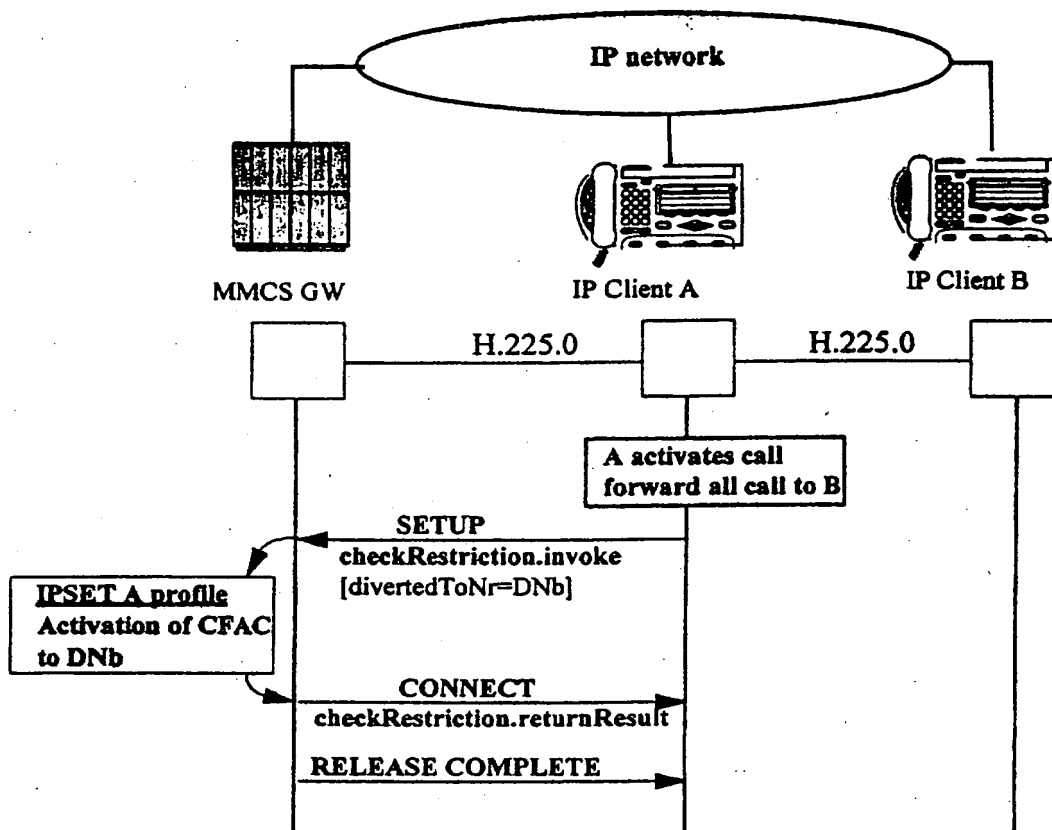 IP network
MMCS GW
IP Client A
IP Client B
H.225.0
H.225.0
A activates call
forward all call to B
SETUP
checkRestriction.invoke
[divertedToNr=DNb]
IPSET A profile
Activation of CFAC
to DNb
CONNECT
checkRestriction.returnResult
RELEASE COMPLETE